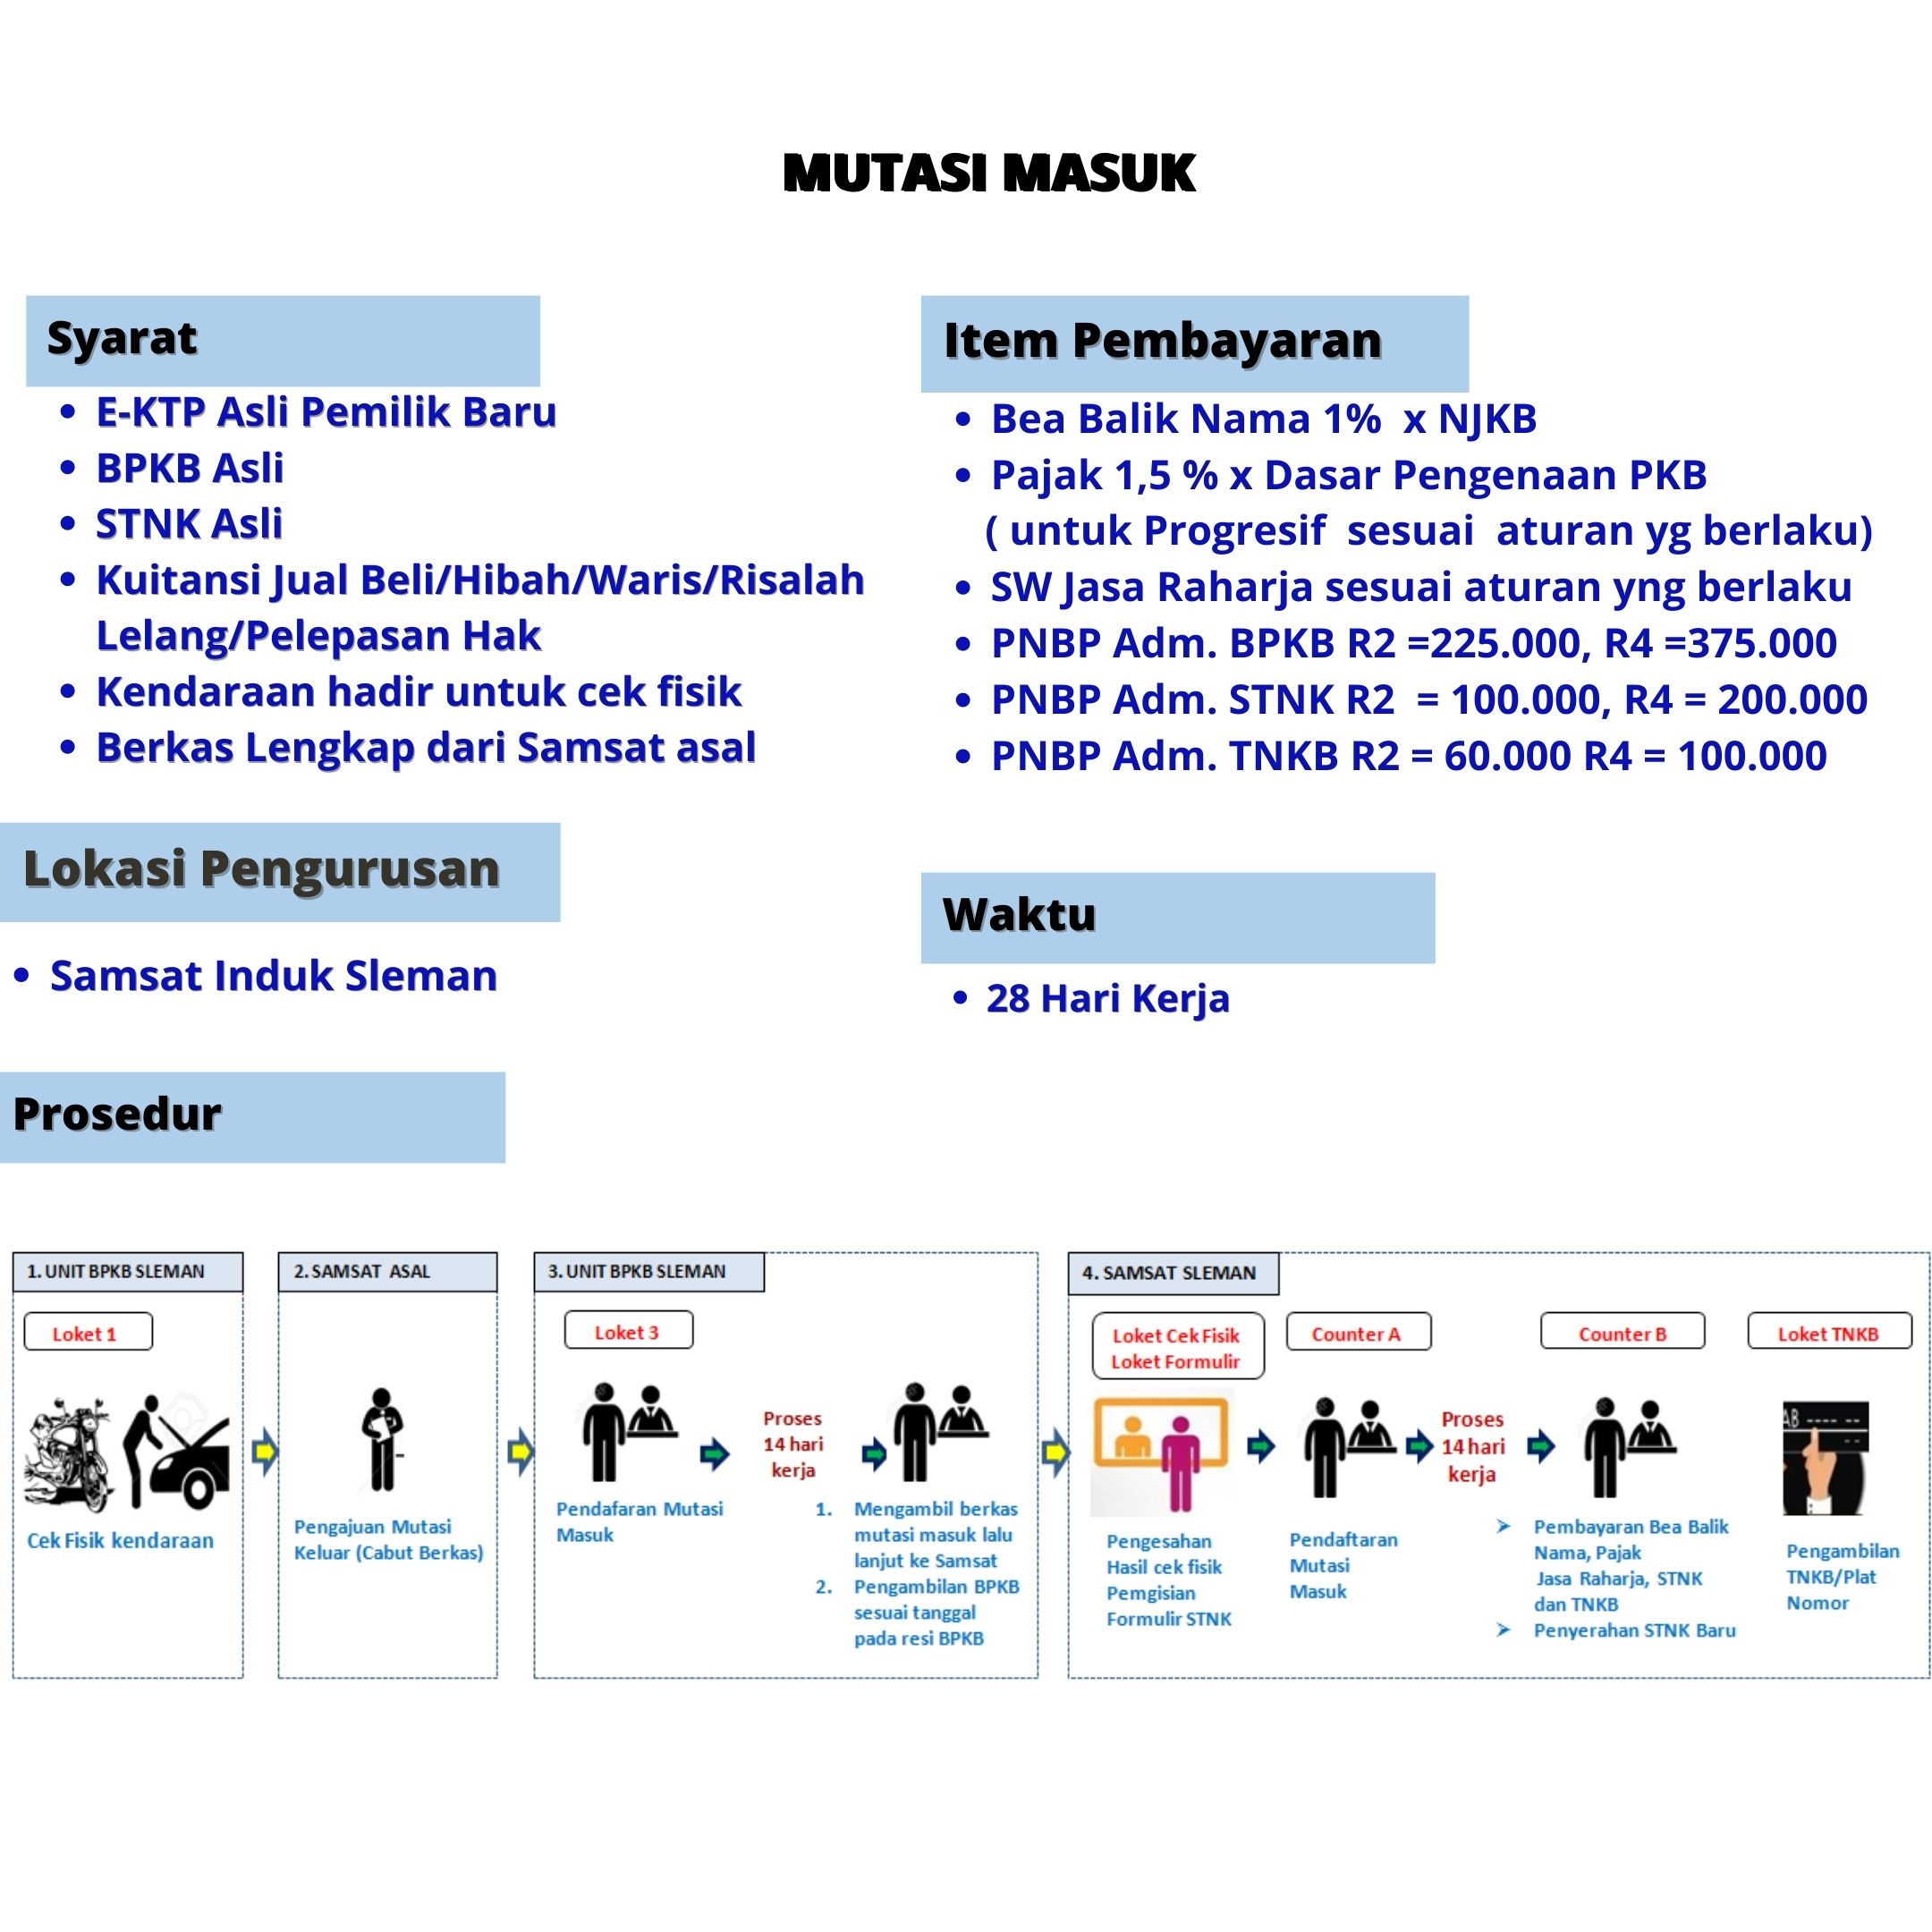 MUTASI MASUK
Syarat
• E-KTP Asli Pemilik Baru
• BPKB Asli
• STNK Asli
• Kuitansi Jual Beli/Hibah/Waris/Risalah
Lelang/Pelepasan Hak
• Kendaraan hadir untuk cek fisik
• Berkas Lengkap dari Samsat asal
Item Pembayaran
• Bea Balik Nama 1% x NJKB
• Pajak 1,5 % x Dasar Pengenaan PKB
( untuk Progresif sesuai aturan yg berlaku)
• SW Jasa Raharja sesuai aturan yng berlaku
• PNBP Adm. BPKB R2 =225.000, R4 =375.000
• PNBP Adm. STNK R2 = 100.000, R4 = 200.000
• PNBP Adm. TNKB R2 = 60.000 R4 = 100.000
Lokasi Pengurusan
• Samsat Induk Sleman
Waktu
• 28 Hari Kerja
Prosedur
1. UNIT BPKB SLEMAN
Loket 1
Cek Fisik kendaraan
2. SAMSAT ASAL
Pengajuan Mutasi
Keluar (Cabut Berkas)
3. UNIT BPKB SLEMAN
Loket 3
Pendafaran Mutasi
Masuk
Proses
14 hari
kerja
1. Mengambil berkas
mutasi masuk lalu
lanjut ke Samsat
2. Pengambilan BPKB
sesuai tanggal
pada resi BPKB
4. SAMSAT SLEMAN
Loket Cek Fisik
Loket Formulir
Pengesahan
Hasil cek fisik
Pemgisian
Formulir STNK
Counter A
Pendaftaran
Mutasi
Masuk
Proses
14 hari
kerja
Counter B
➢ Pembayaran Bea Balik
Nama, Pajak
Jasa Raharja, STNK
dan TNKB
➢ Penyerahan STNK Baru
Loket TNKB
AB ---- --
Pengambilan
TNKB/Plat
Nomor